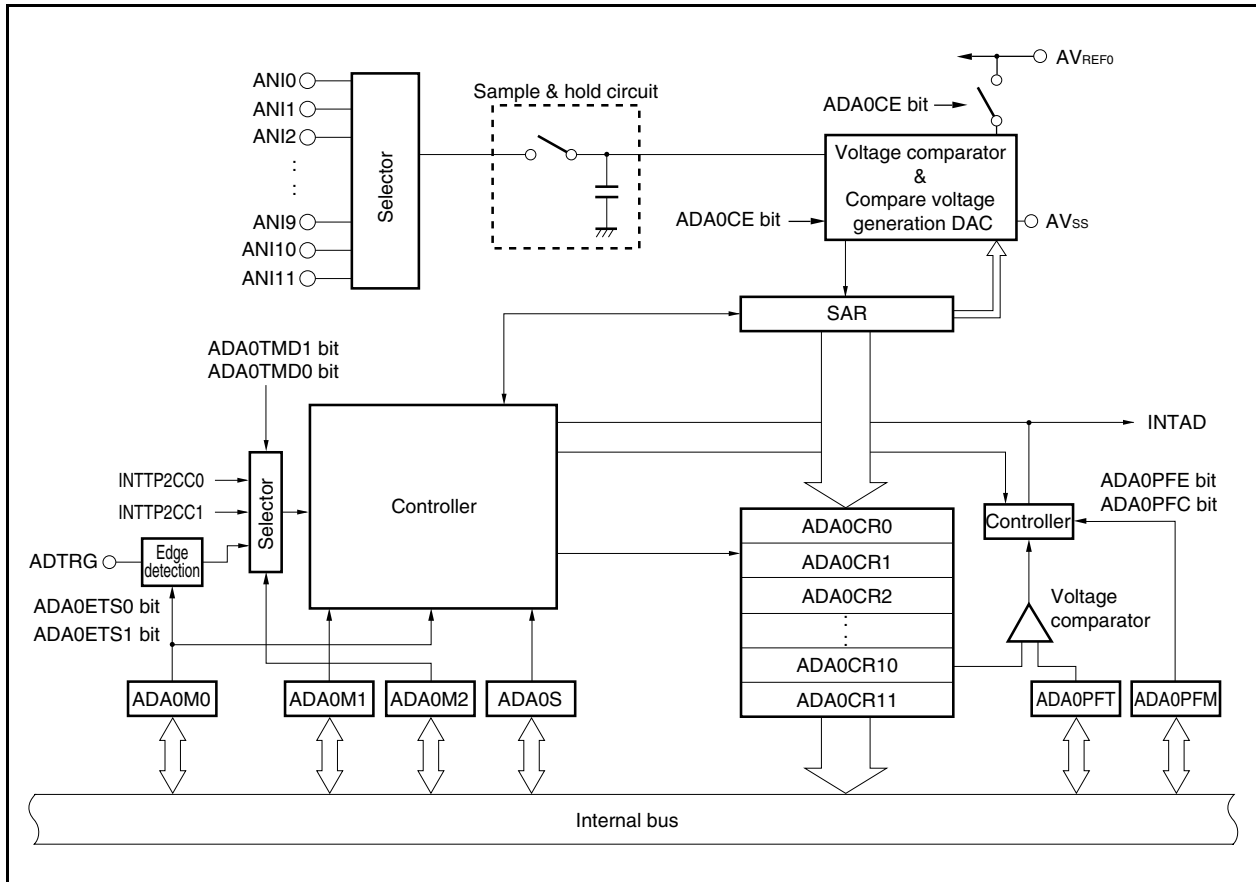 ANI0
ANI1
ANI2
ANI9
ANI10
ANI11
Selector
Sample & hold circuit
AVREF0
ADA0CE bit
Voltage comparator
&
Compare voltage
generation DAC
ADA0CE bit
AVSS
SAR
ADA0TMD1 bit
ADA0TMD0 bit
INTTP2CC0
INTTP2CC1
ADTRG
Edge
detection
Selector
ADA0ETS0 bit
ADA0ETS1 bit
Controller
INTAD
ADA0PFE bit
ADA0PFC bit
Controller
Voltage
comparator
ADA0CR0
ADA0CR1
ADA0CR2
ADA0CR10
ADA0CR11
ADA0M0
ADA0M1
ADA0M2
ADA0S
ADA0PFT
ADA0PFM
Internal bus